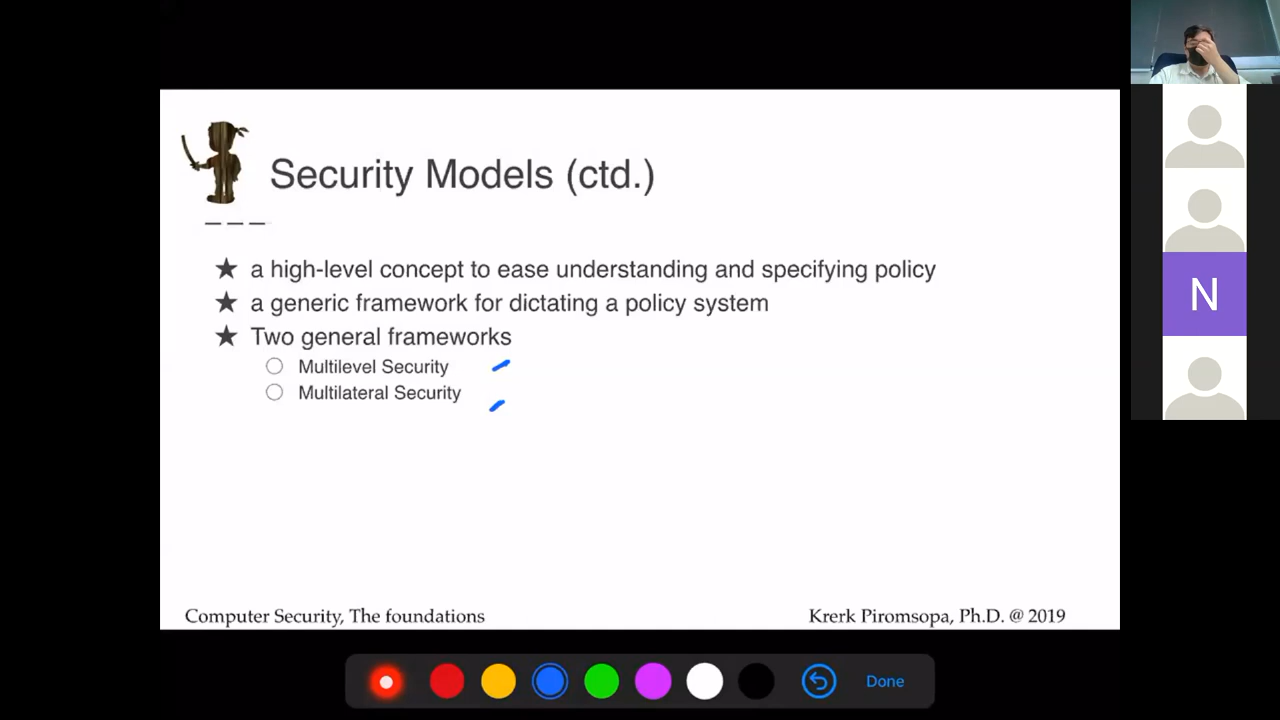 Security Models (ctd.)
★ a high-level concept to ease understanding and specifying policy
★ a generic framework for dictating a policy system
★ Two general frameworks
○ Multilevel Security
○ Multilateral Security
N
Computer Security, The foundations
Krerk Piromsopa, Ph.D. @ 2019
Done